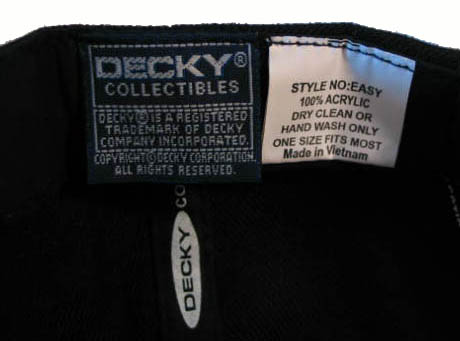 DECKY®
COLLECTIBLES
DECKY® IS A REGISTERED
TRADEMARK OF DECKY
COMPANY INCORPORATED.
COPYRIGHT© DECKY CORPORATION.
ALL RIGHTS RESERVED.
STYLE NO:EASY
100% ACRYLIC
DRY CLEAN OR
HAND WASH ONLY
ONE SIZE FITS MOST
Made in Vietnam
CO
DECKY